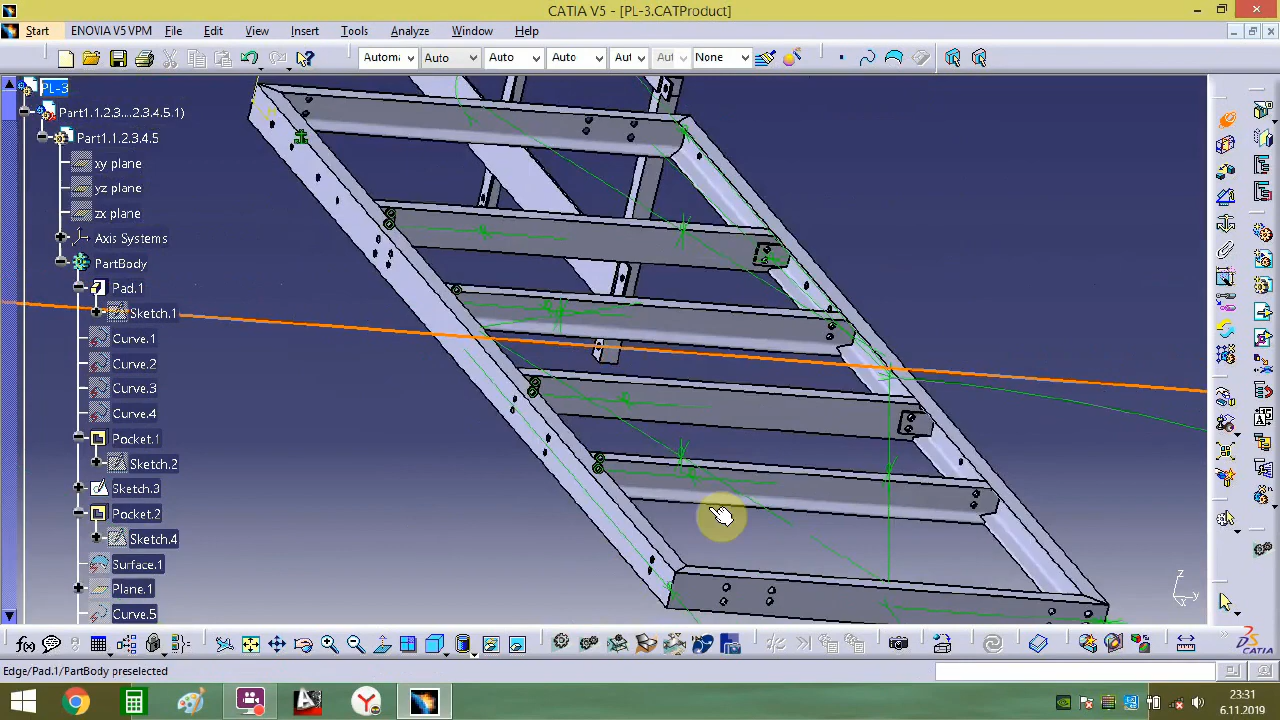 CATIA V5 - [PL-3.CATProduct]
Start ENOVIA V5 VPM File Edit View Insert Tools Analyze Window Help
Automa Auto Auto Auto Aut Aut None
PL-3
Part1.1.2.3...2.3.4.5.1)
Part1.1.2.3.4.5
xy plane
yz plane
zx plane
Axis Systems
PartBody
Pad.1
Sketch.1
Curve.1
Curve.2
Curve.3
Curve.4
Pocket.1
Sketch.2
Sketch.3
Pocket.2
Sketch.4
Surface.1
Plane.1
Curve.5
z
y
x
CATIA
Edge/Pad.1/PartBody preselected
23:31
6.11.2019